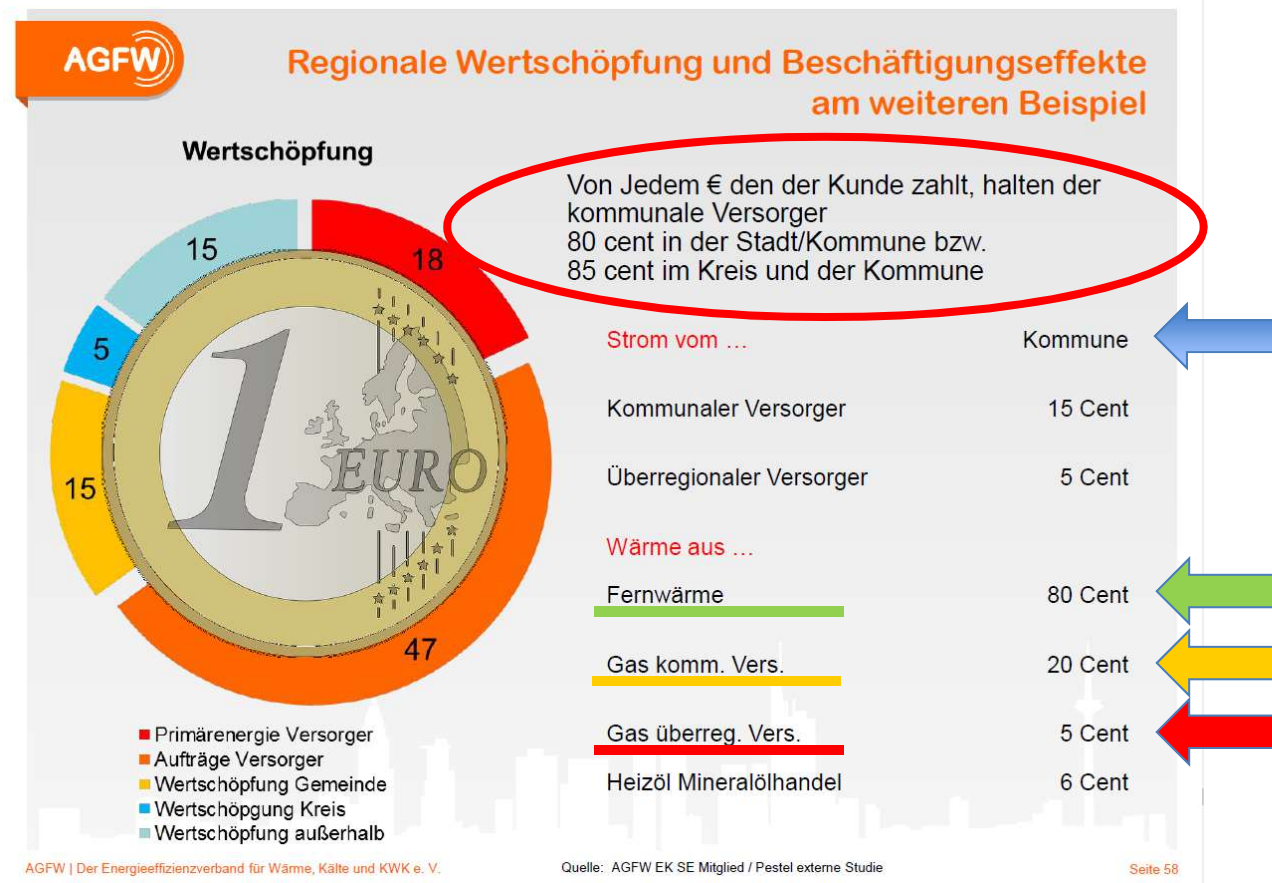 AGFW
Regionale Wertschöpfung und Beschäftigungseffekte
am weiteren Beispiel
Wertschöpfung
15
18
5
15
47
1
EURO
Primärenergie Versorger
Aufträge Versorger
Wertschöpfung Gemeinde
Wertschöpgung Kreis
Wertschöpfung außerhalb
Von Jedem € den der Kunde zahlt, halten der
kommunale Versorger
80 cent in der Stadt/Kommune bzw.
85 cent im Kreis und der Kommune
Strom vom … Kommune
Kommunaler Versorger 15 Cent
Überregionaler Versorger 5 Cent
Wärme aus …
Fernwärme 80 Cent
Gas komm. Vers. 20 Cent
Gas überreg. Vers. 5 Cent
Heizöl Mineralölhandel 6 Cent
AGFW | Der Energieeffizienzverband für Wärme, Kälte und KWK e. V. Quelle: AGFW EK SE Mitglied / Pestel externe Studie Seite 58